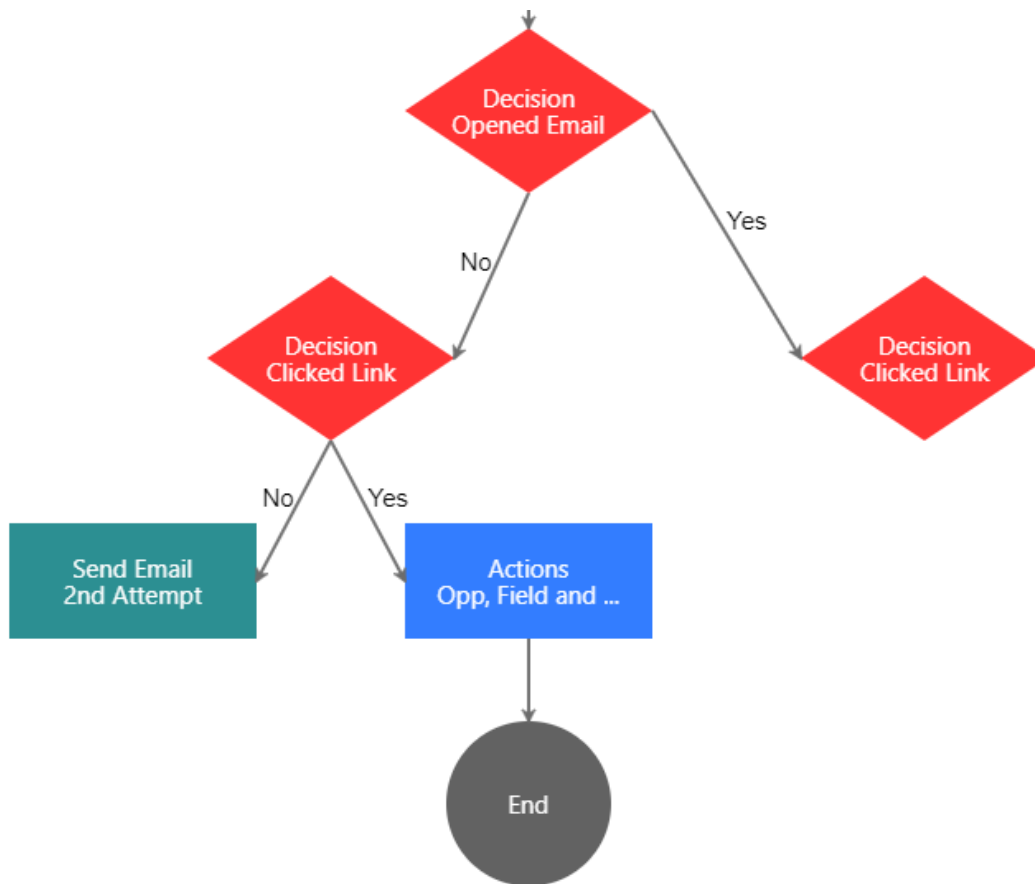 Decision
Opened Email
Yes
No
Decision
Clicked Link
Decision
Clicked Link
No
Yes
Send Email
2nd Attempt
Actions
Opp, Field and ...
End